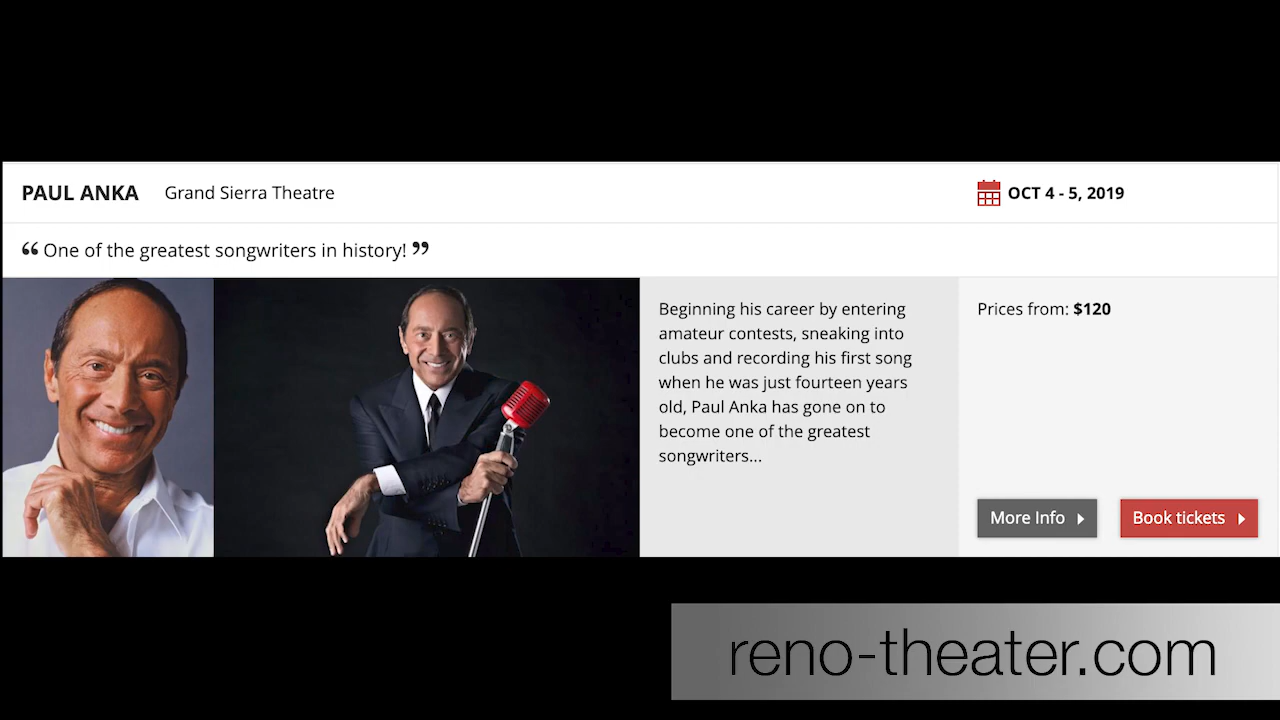 PAUL ANKA Grand Sierra Theatre OCT 4 - 5, 2019
“ One of the greatest songwriters in history! ”
Beginning his career by entering
amateur contests, sneaking into
clubs and recording his first song
when he was just fourteen years
old, Paul Anka has gone on to
become one of the greatest
songwriters...
Prices from: $120
More Info
Book tickets
reno-theater.com